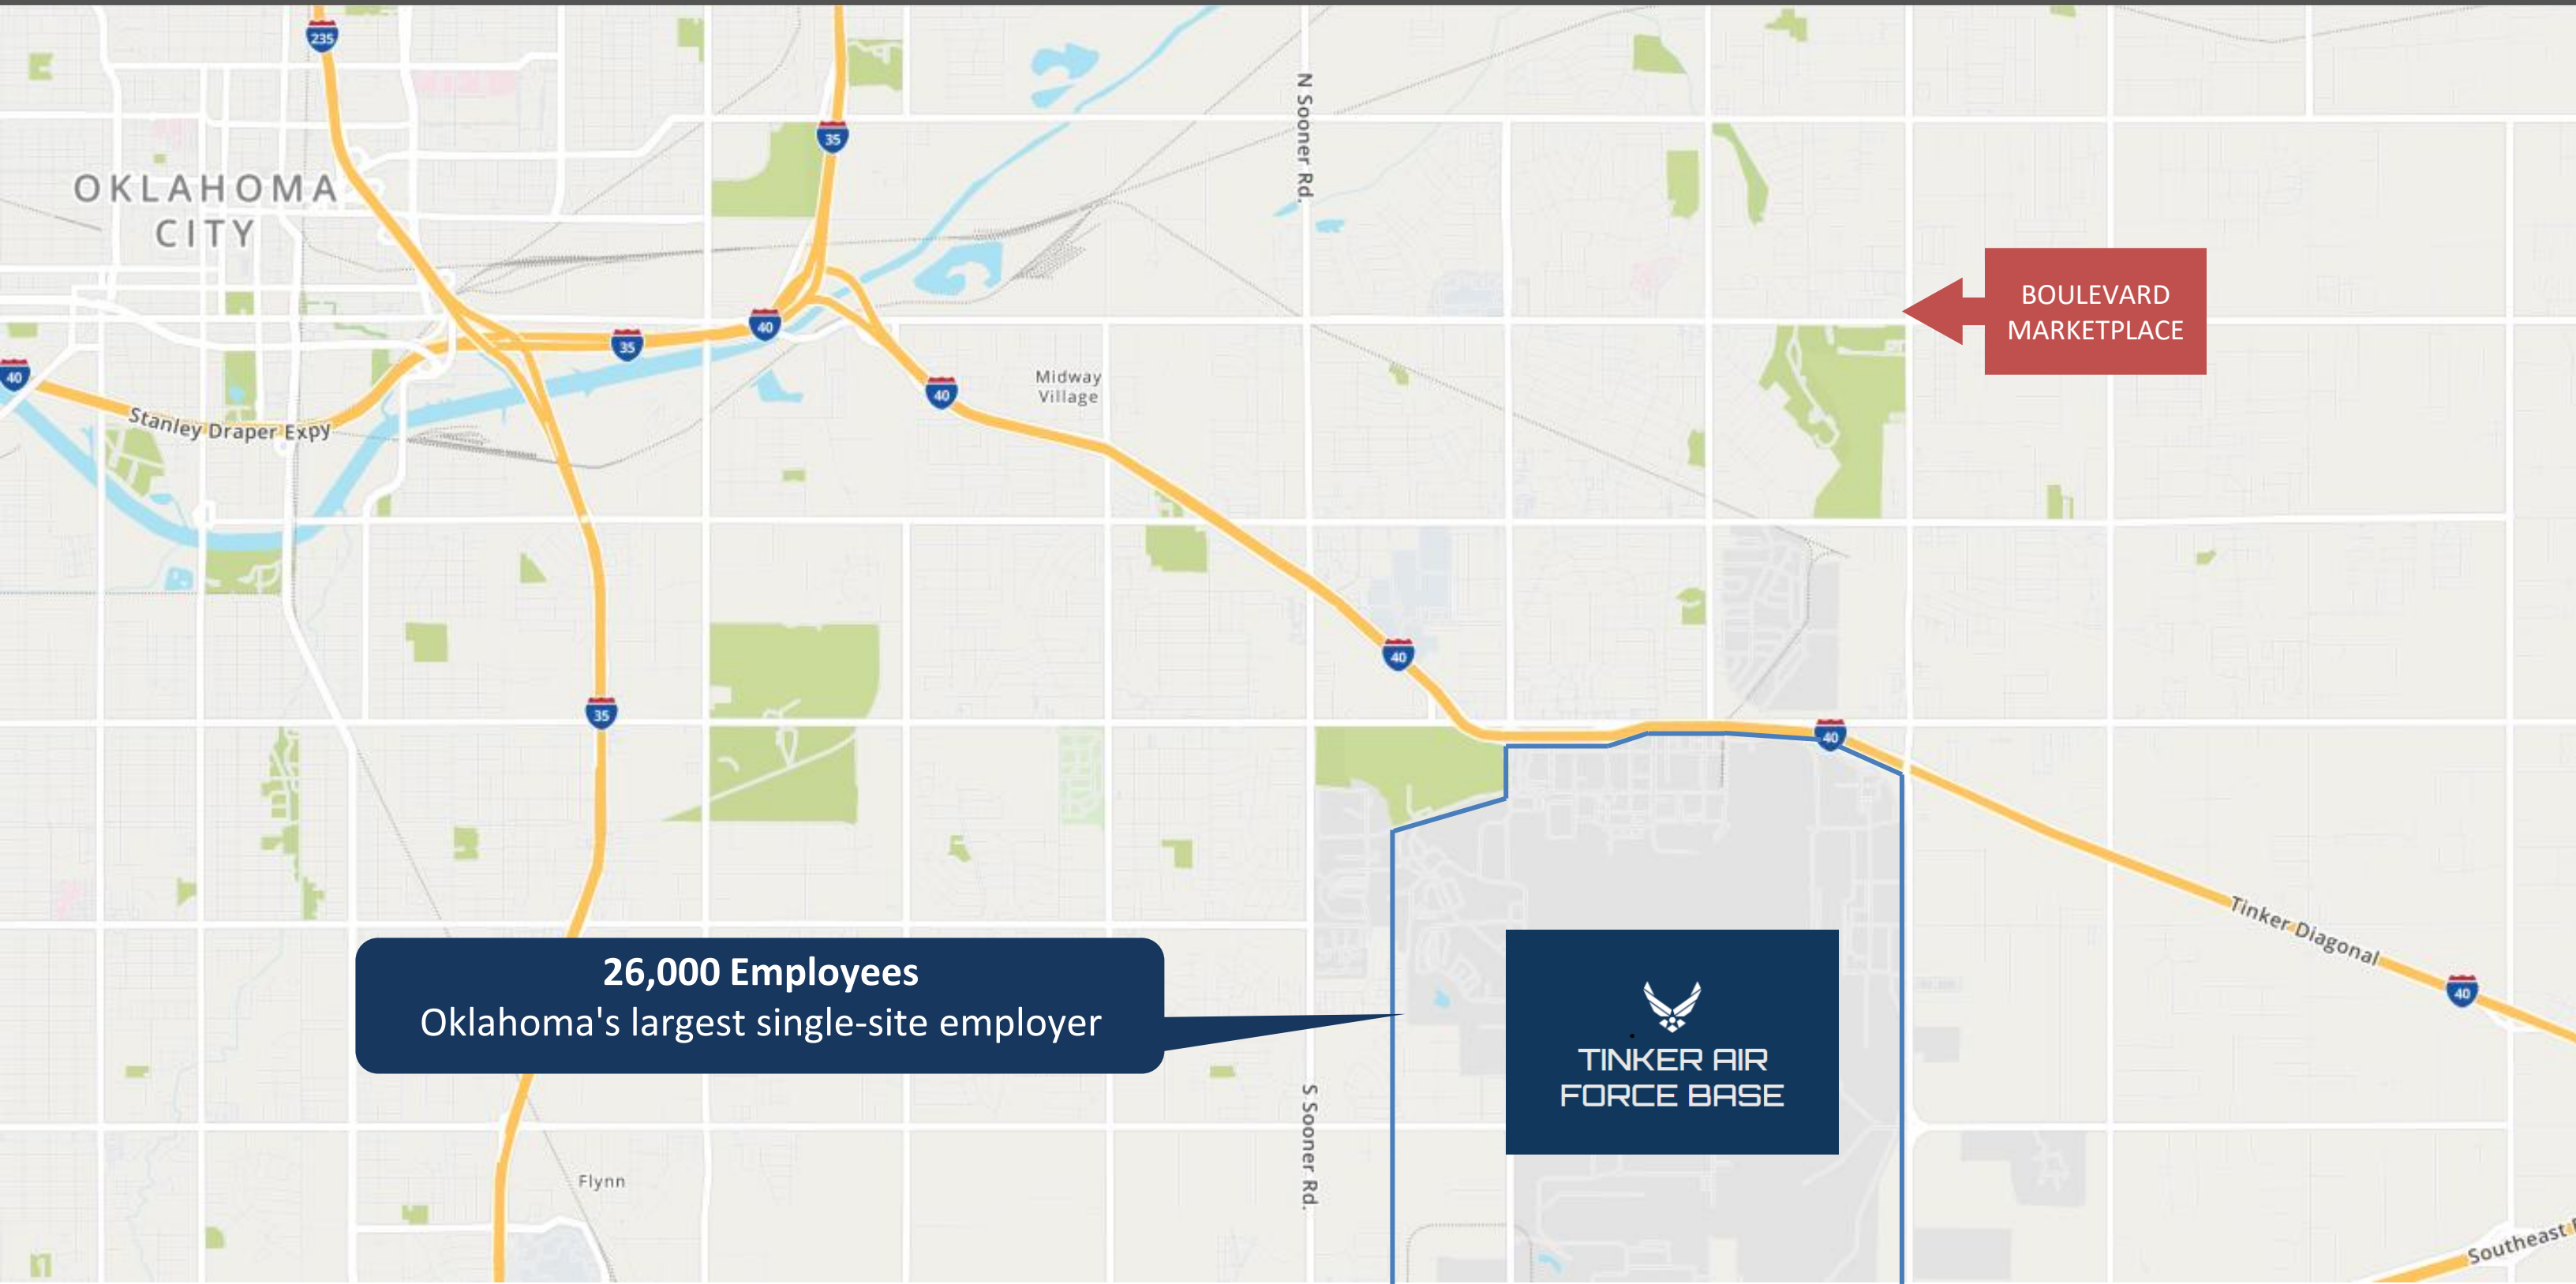 235
35
N Sooner Rd.
OKLAHOMA
CITY
BOULEVARD
MARKETPLACE
40
35
40
40
Midway
Village
Stanley Draper Expy
40
35
40
Tinker Diagonal
40
26,000 Employees
Oklahoma's largest single-site employer
TINKER AIR
FORCE BASE
S Sooner Rd.
Flynn
Southeast